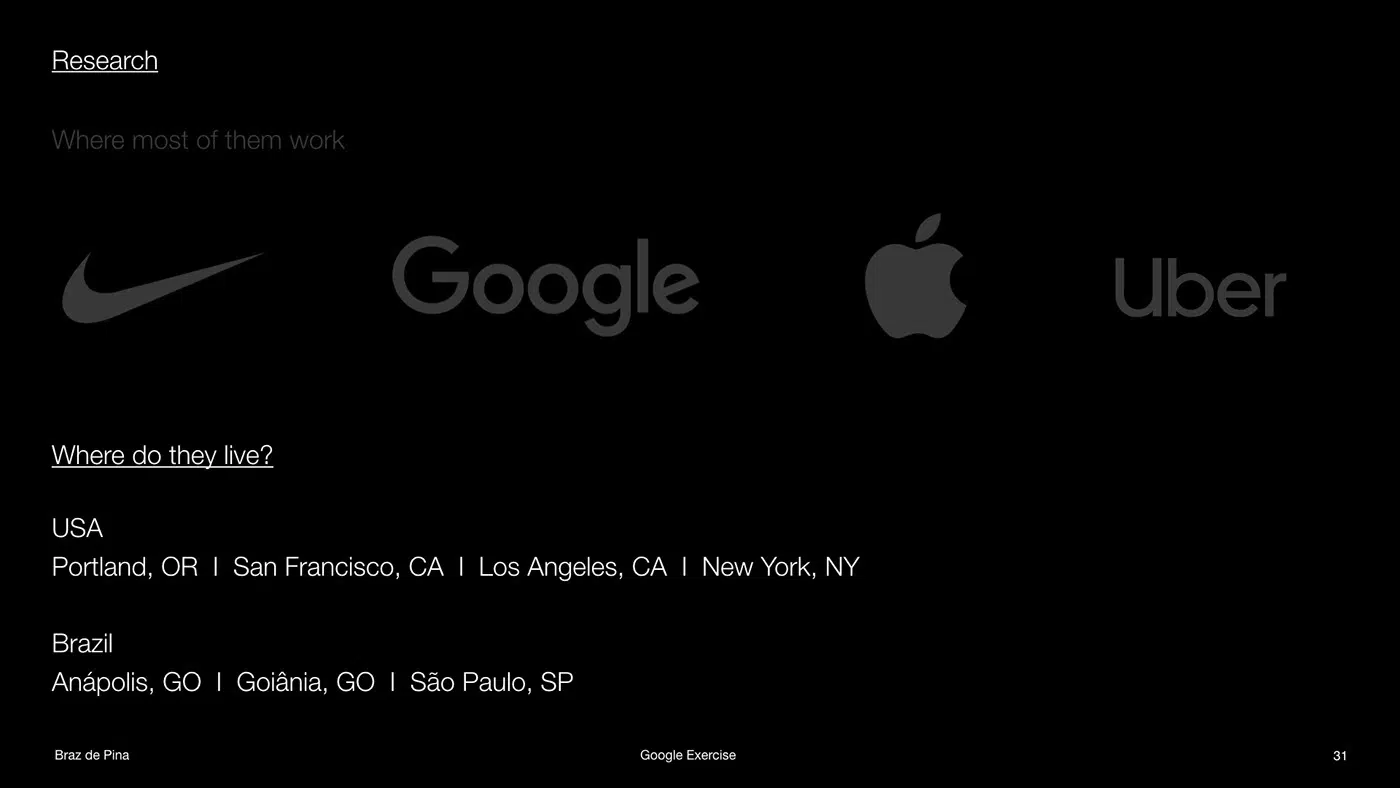 Research
Where most of them work
Google
Uber
Where do they live?
USA
Portland, OR | San Francisco, CA | Los Angeles, CA | New York, NY
Brazil
Anápolis, GO | Goiânia, GO | São Paulo, SP
Braz de Pina
Google Exercise
31